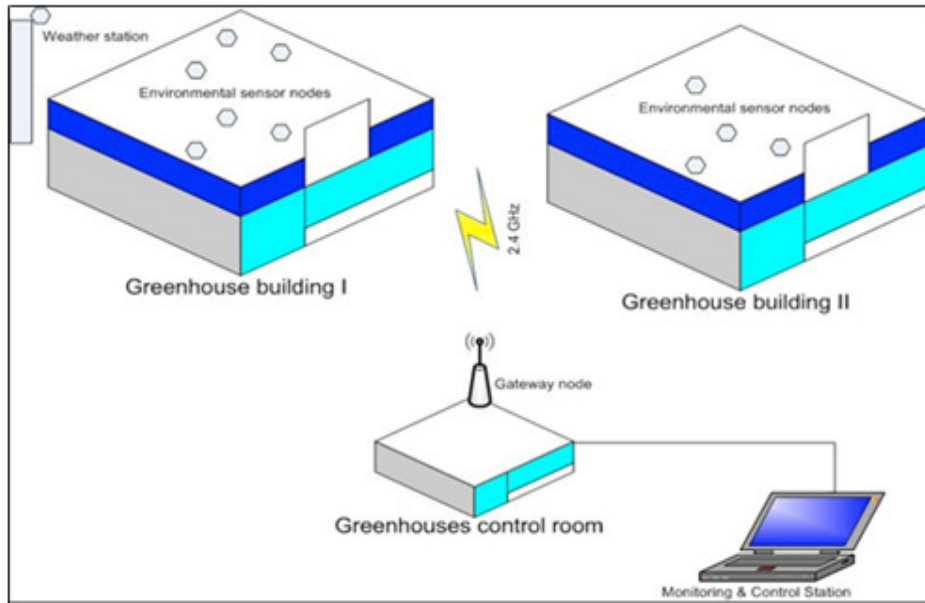 Weather station
Environmental sensor nodes
Environmental sensor nodes
2.4 GHz
Greenhouse building I
Greenhouse building II
Gateway node
Greenhouses control room
Monitoring & Control Station